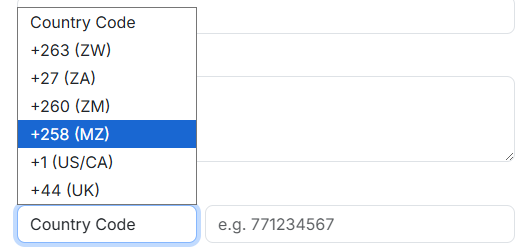 Country Code
+263 (ZW)
+27 (ZA)
+260 (ZM)
+258 (MZ)
+1 (US/CA)
+44 (UK)
Country Code
e.g. 771234567